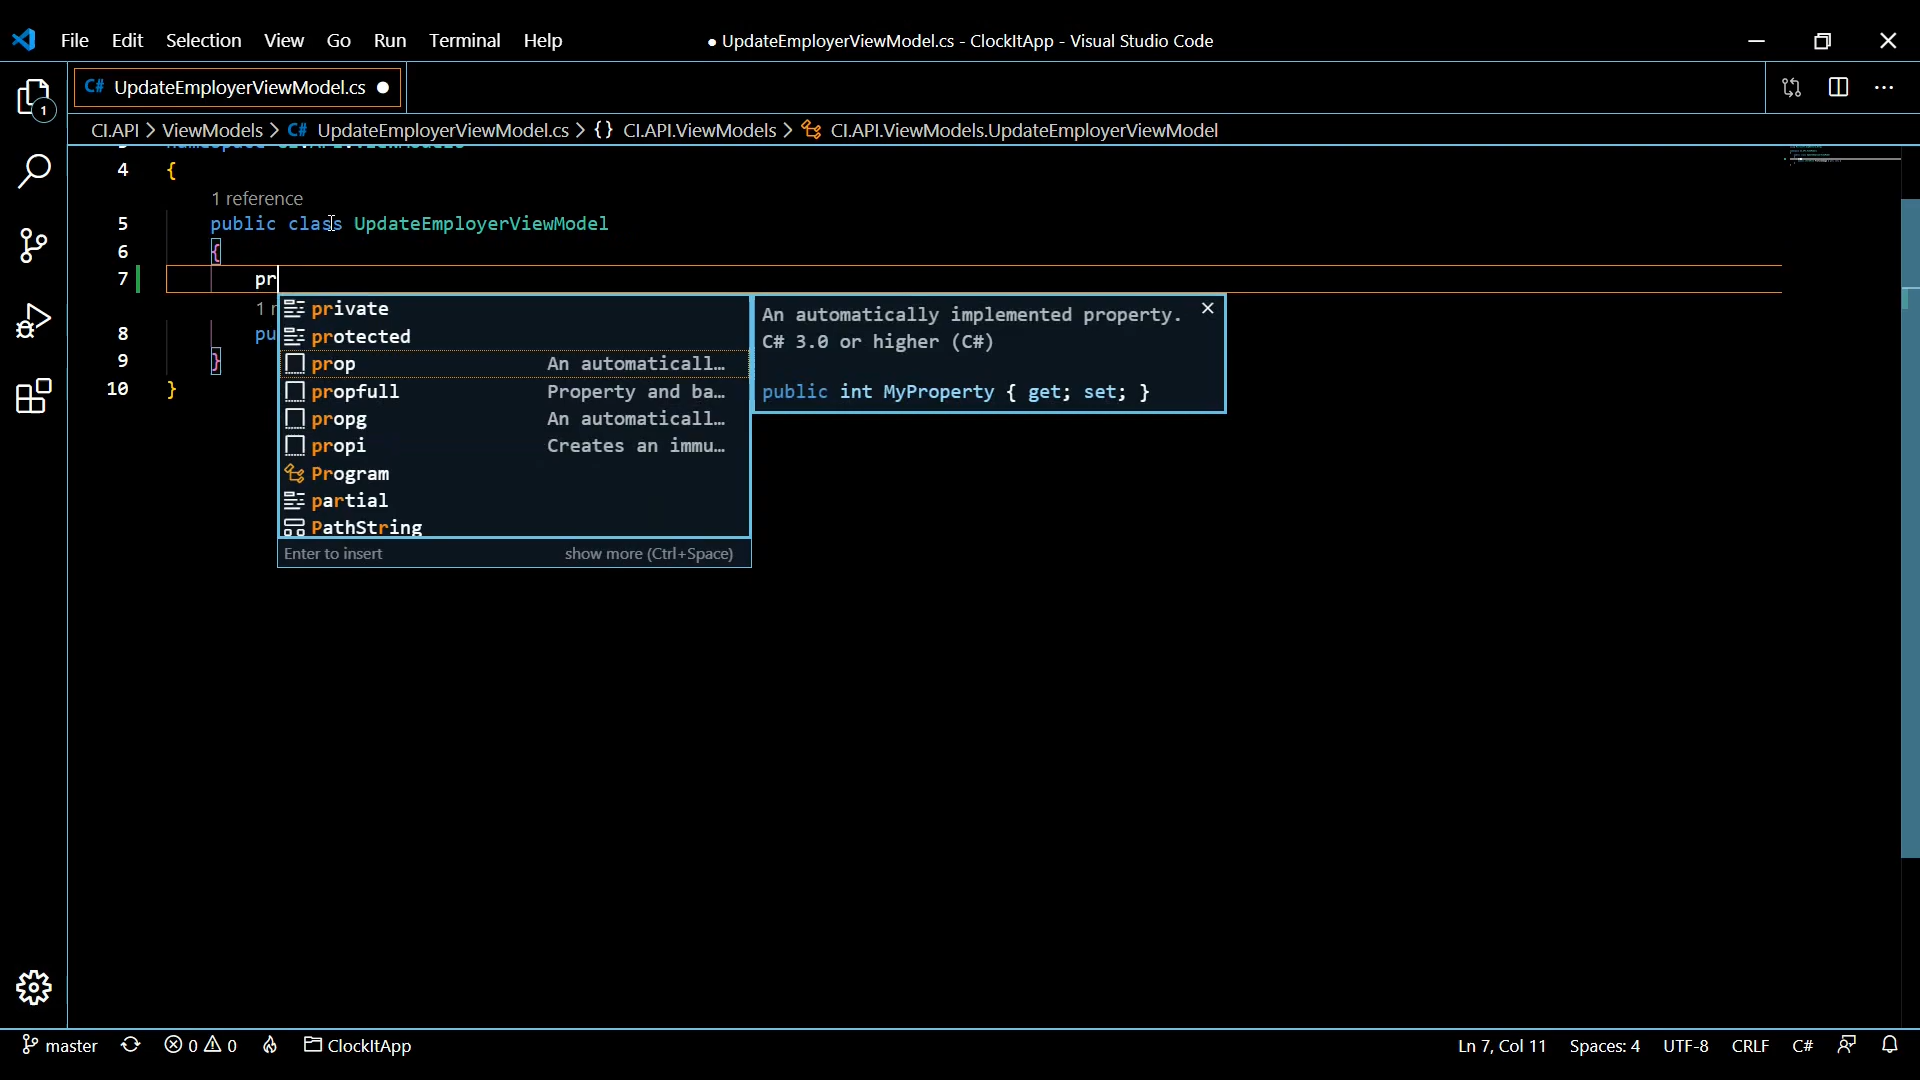 File Edit Selection View Go Run Terminal Help
● UpdateEmployerViewModel.cs - ClockItApp - Visual Studio Code
1
C# UpdateEmployerViewModel.cs ●
CI.API > ViewModels > C# UpdateEmployerViewModel.cs > {} CI.API.ViewModels > CI.API.ViewModels.UpdateEmployerViewModel
4 {
1 reference
5 public class UpdateEmployerViewModel
6 {
7 pr
1 r
8 pu
9 }
10 }
private
protected
prop An automaticall…
propfull Property and ba…
propg An automaticall…
propi Creates an immu…
Program
partial
PathString
Enter to insert show more (Ctrl+Space)
An automatically implemented property.
C# 3.0 or higher (C#)
public int MyProperty { get; set; }
master 0 0 ClockItApp
Ln 7, Col 11 Spaces: 4 UTF-8 CRLF C#